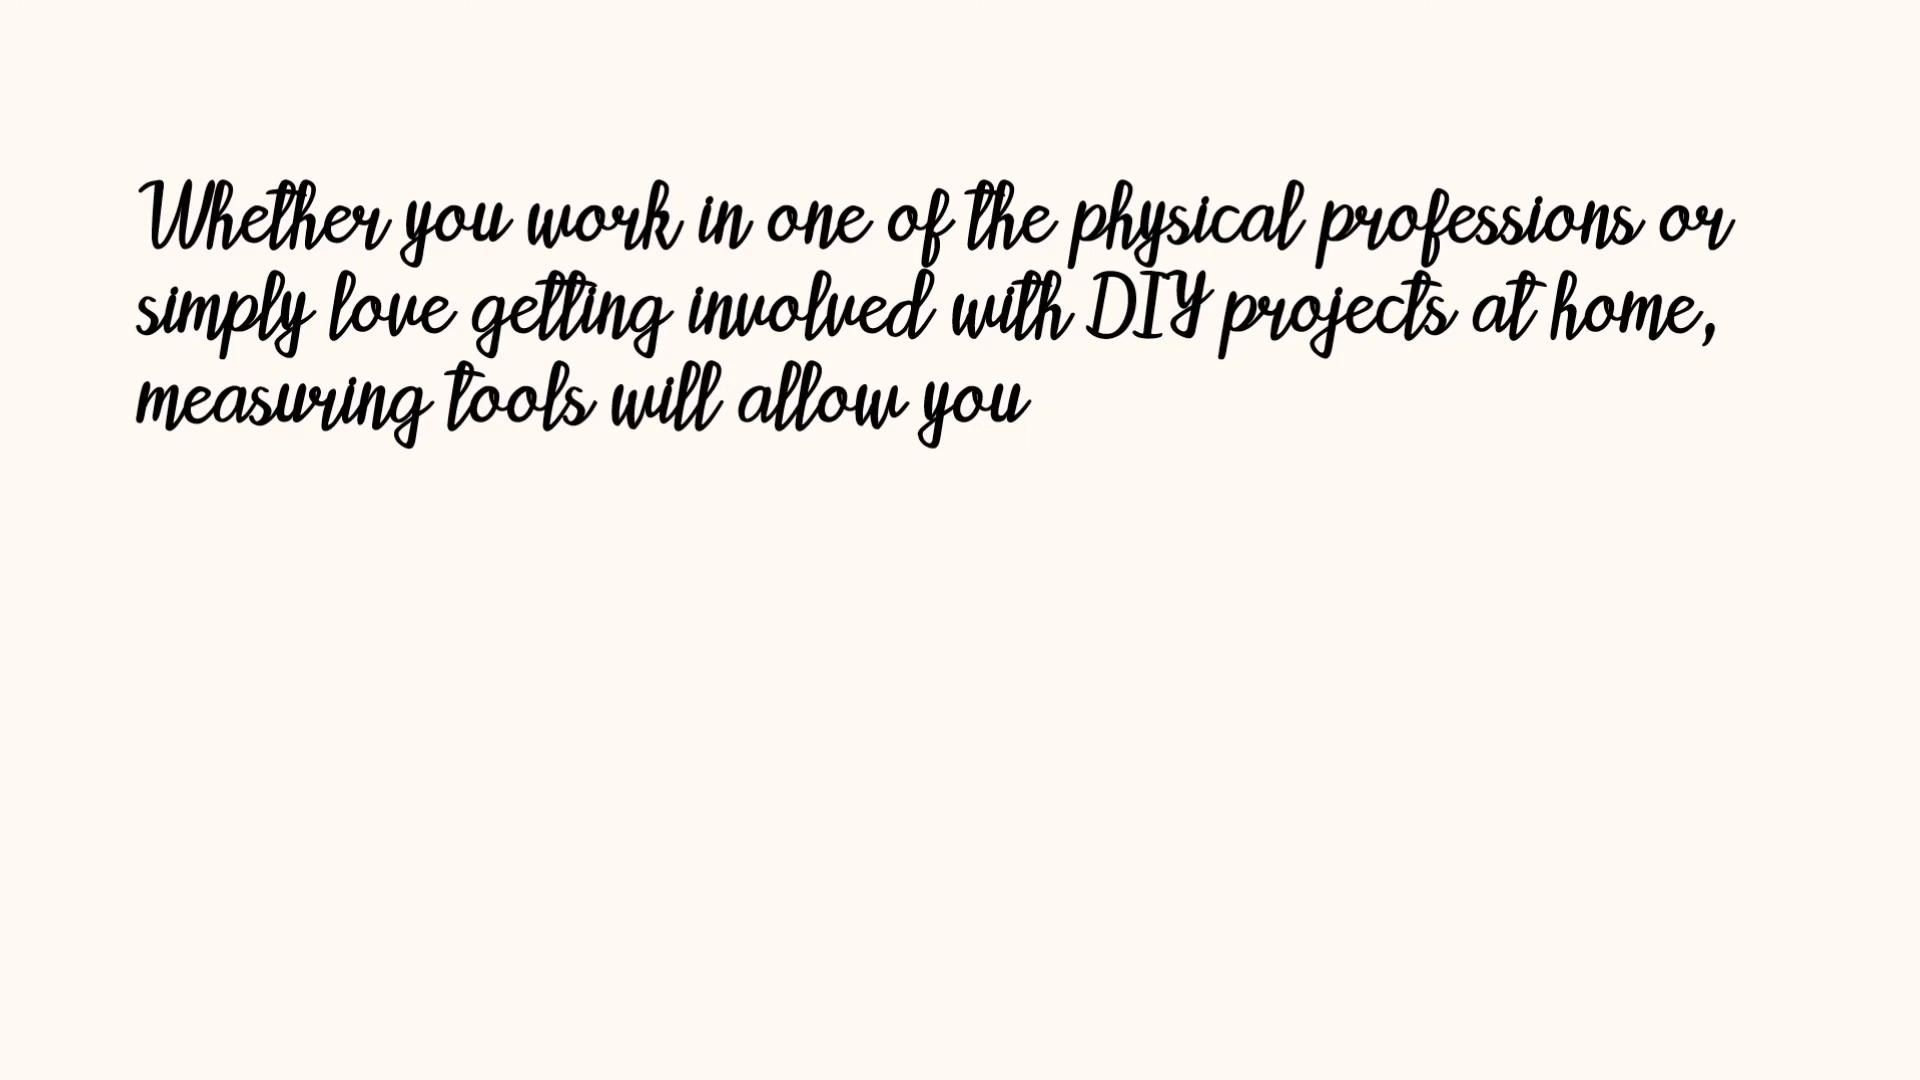 Whether you work in one of the physical professions or
simply love getting involved with DIY projects at home,
measuring tools will allow you